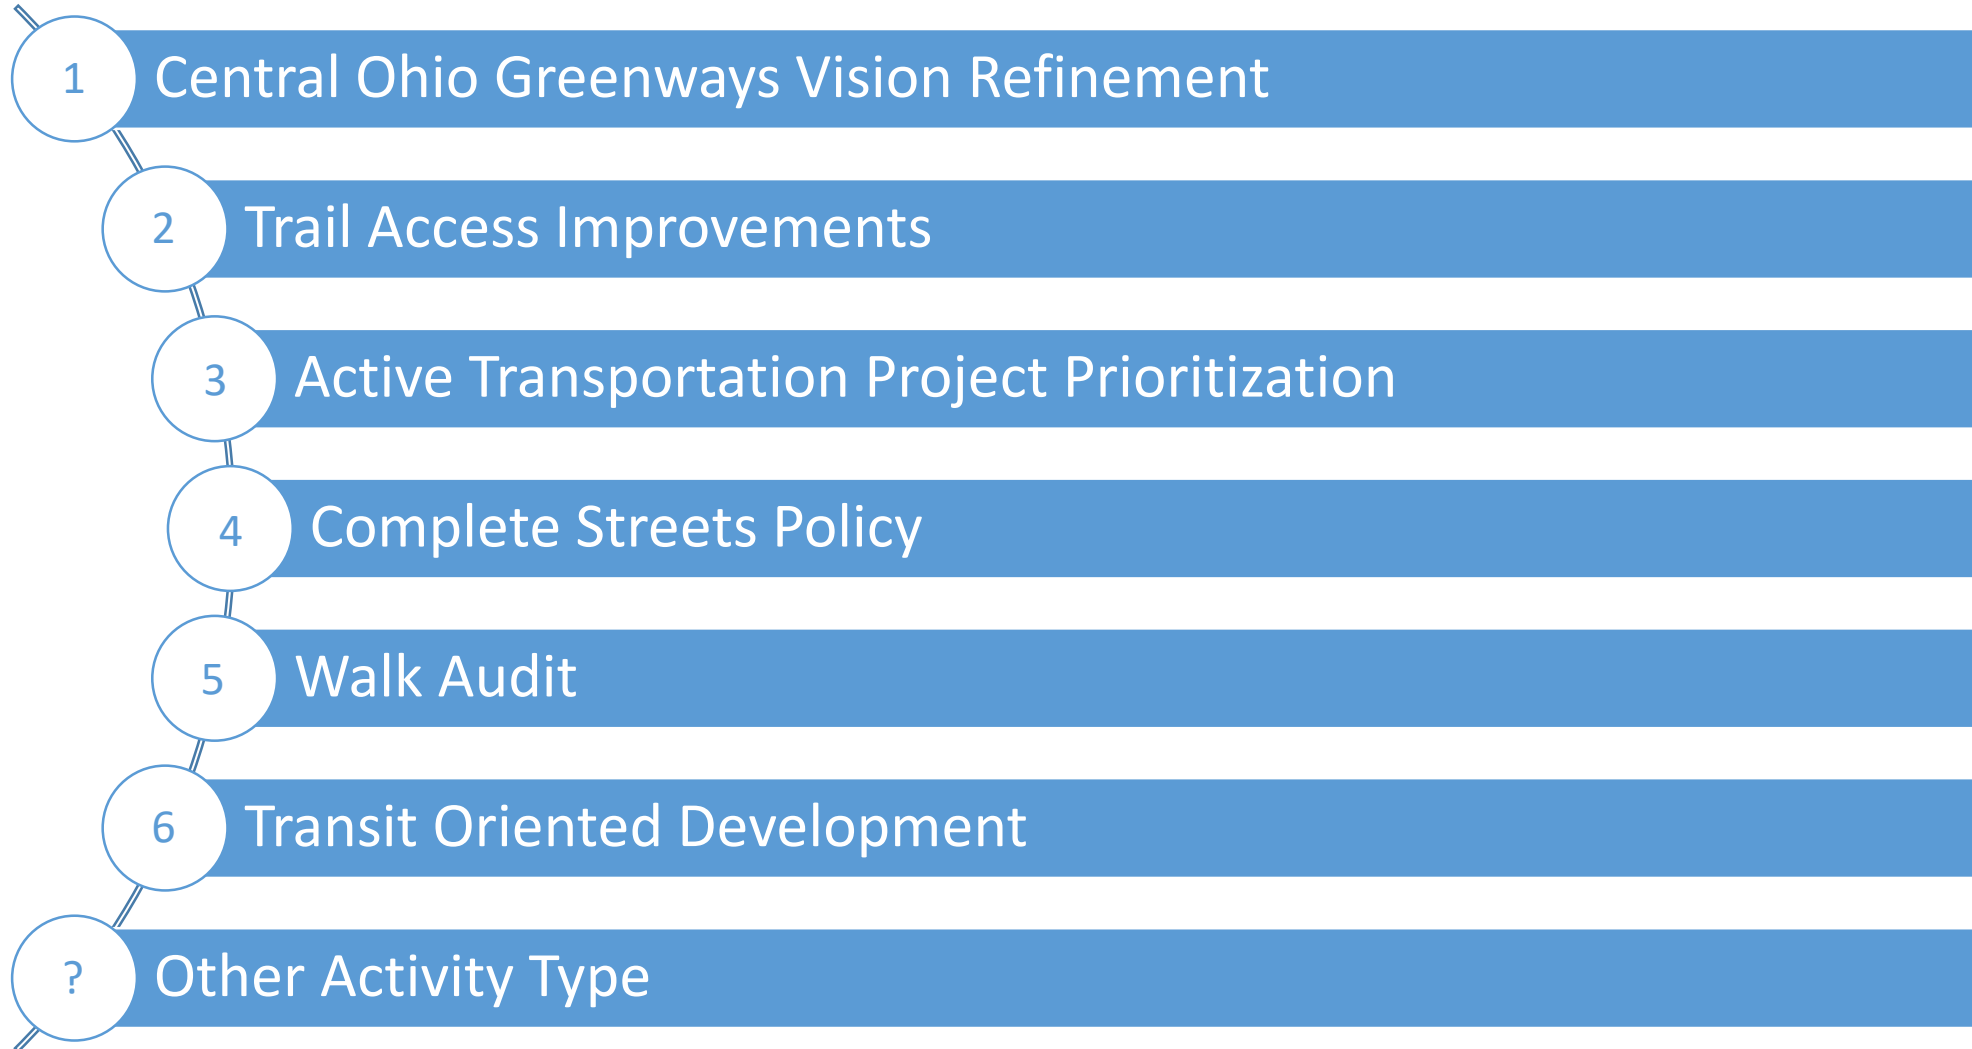 1 Central Ohio Greenways Vision Refinement
2 Trail Access Improvements
3 Active Transportation Project Prioritization
4 Complete Streets Policy
5 Walk Audit
6 Transit Oriented Development
? Other Activity Type